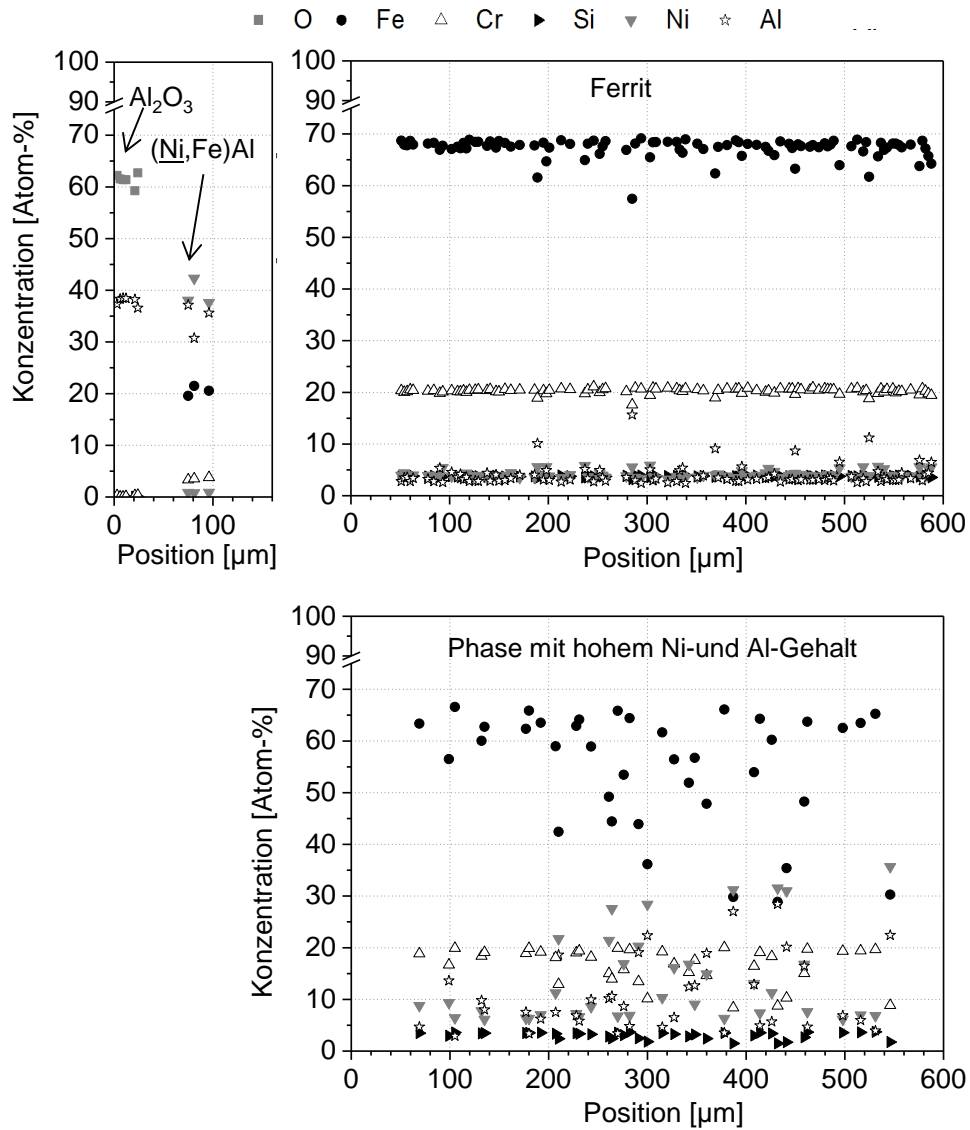 O Fe Cr Si Ni Al
100
90
70
60
50
40
30
20
10
0
Konzentration [Atom-%]
Al₂O₃
(Ni,Fe)Al
0 100
Position [µm]
100
90
70
60
50
40
30
20
10
0
Ferrit
0 100 200 300 400 500 600
Position [µm]
100
90
70
60
50
40
30
20
10
0
Konzentration [Atom-%]
Phase mit hohem Ni-und Al-Gehalt
0 100 200 300 400 500 600
Position [µm]